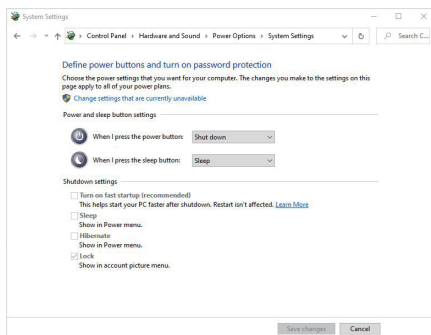 System Settings
Control Panel > Hardware and Sound > Power Options > System Settings
Search C...
Define power buttons and turn on password protection
Choose the power settings that you want for your computer. The changes you make to the settings on this
page apply to all of your power plans.
Change settings that are currently unavailable
Power and sleep button settings
When I press the power button: Shut down
When I press the sleep button: Sleep
Shutdown settings
Turn on fast startup (recommended)
This helps start your PC faster after shutdown. Restart isn't affected. Learn More
Sleep
Show in Power menu.
Hibernate
Show in Power menu.
Lock
Show in account picture menu.
Save changes Cancel